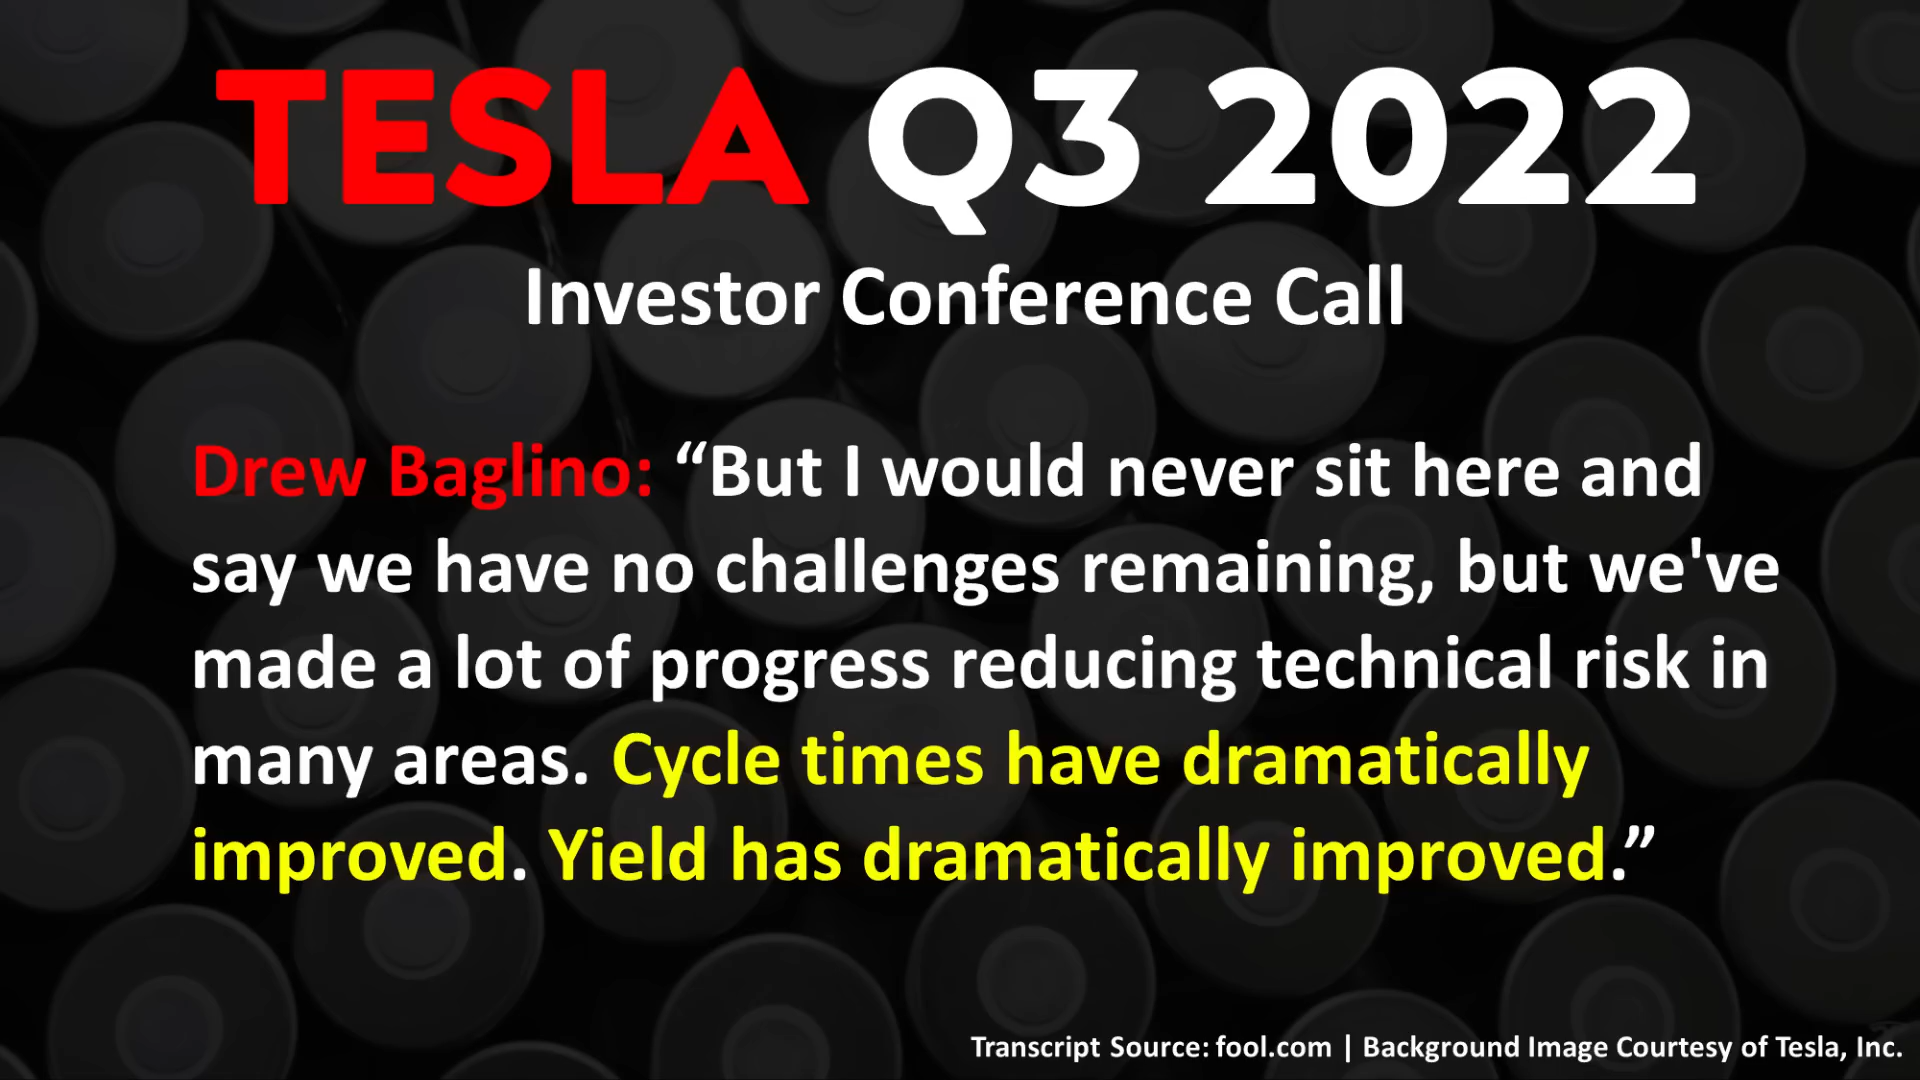 TESLA Q3 2022
Investor Conference Call
Drew Baglino: “But I would never sit here and
say we have no challenges remaining, but we've
made a lot of progress reducing technical risk in
many areas. Cycle times have dramatically
improved. Yield has dramatically improved.”
Transcript Source: fool.com | Background Image Courtesy of Tesla, Inc.